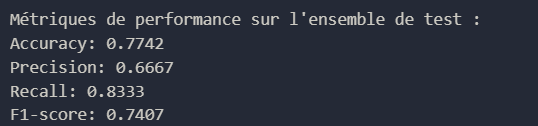 Métriques de performance sur l'ensemble de test :
Accuracy: 0.7742
Precision: 0.6667
Recall: 0.8333
F1-score: 0.7407